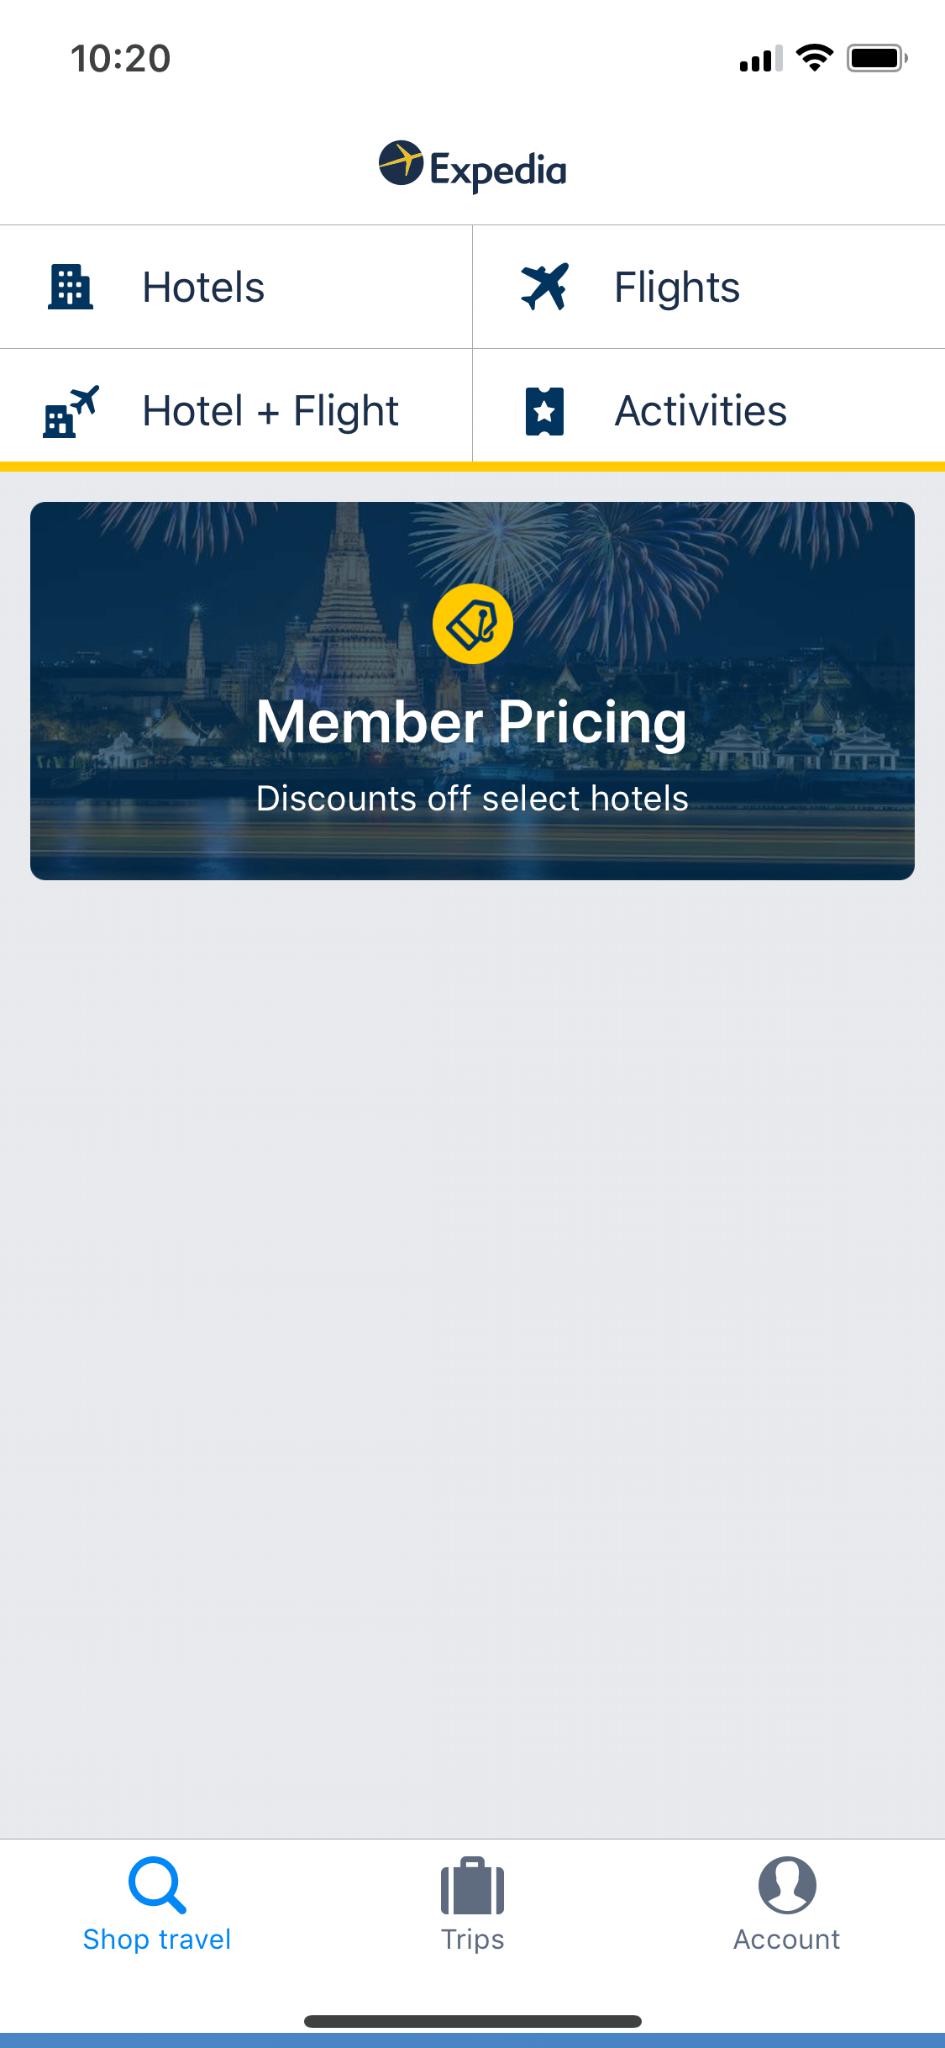 10:20
Expedia
Hotels
Flights
Hotel + Flight
Activities
Member Pricing
Discounts off select hotels
Shop travel
Trips
Account